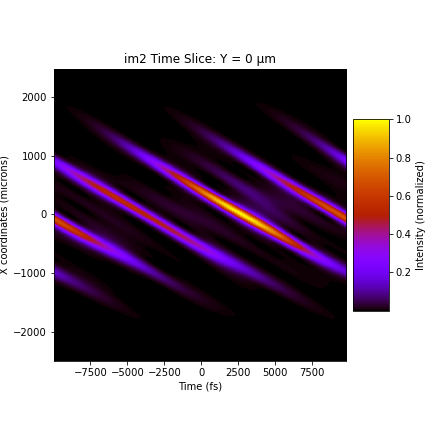 im2 Time Slice: Y = 0 μm
2000
1000
0
−1000
−2000
X coordinates (microns)
−7500 −5000 −2500 0 2500 5000 7500
Time (fs)
1.0
0.8
0.6
0.4
0.2
Intensity (normalized)